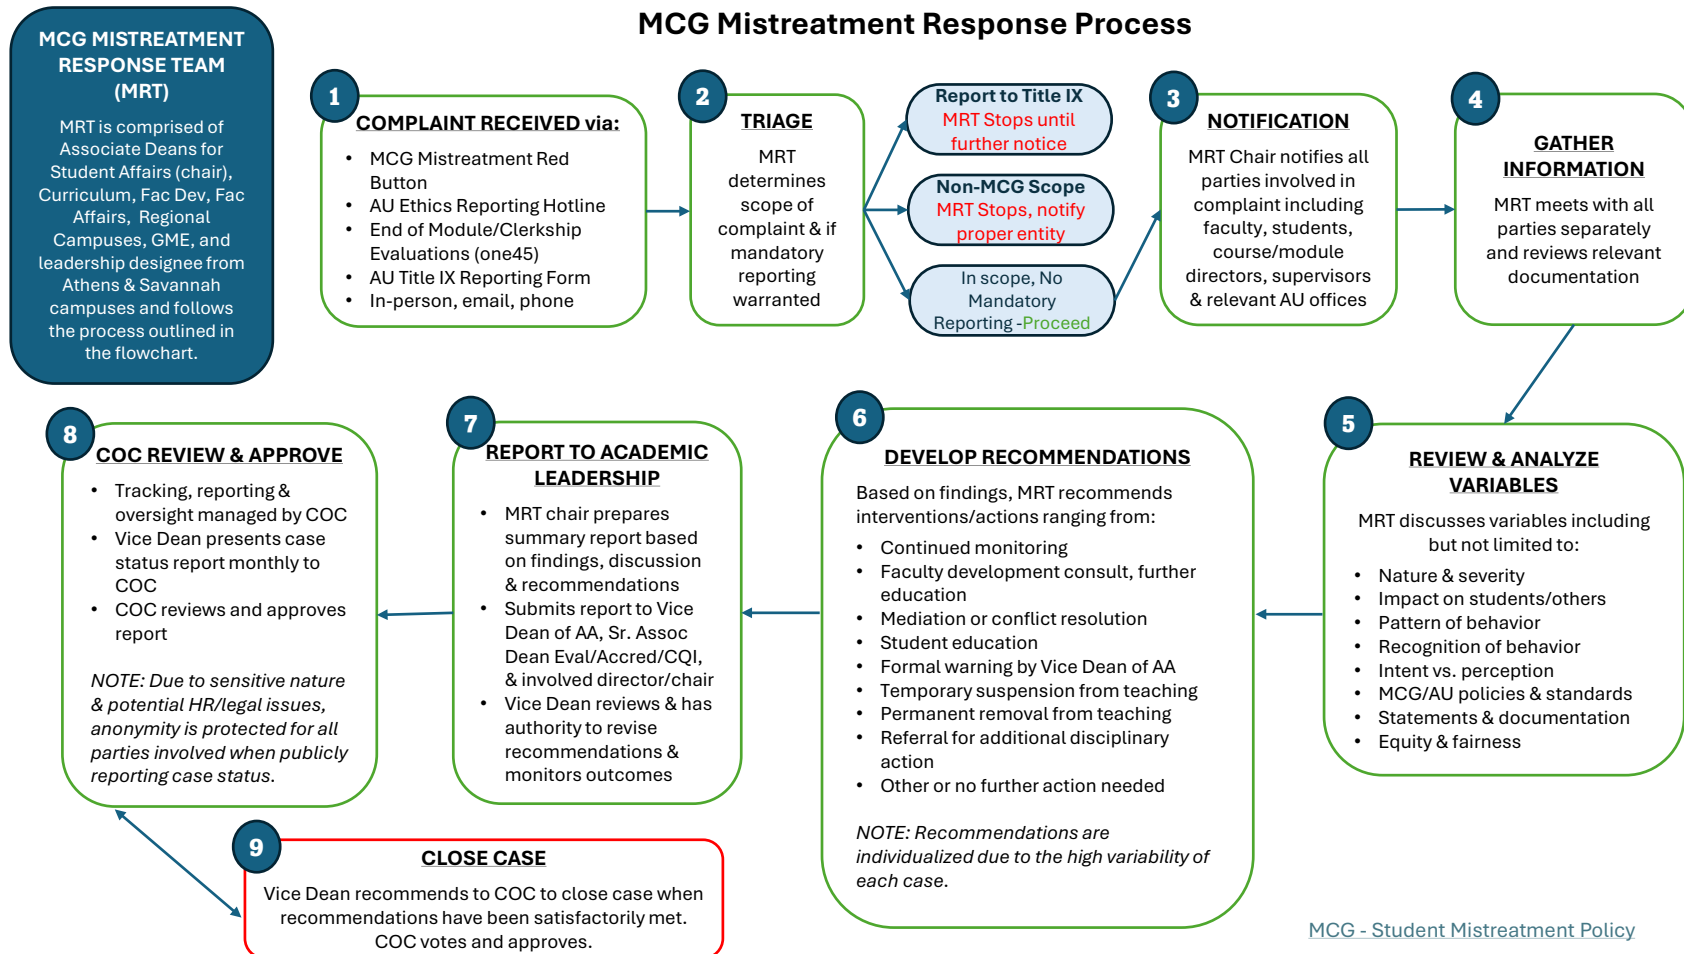 MCG Mistreatment Response Process
MCG MISTREATMENT
RESPONSE TEAM
(MRT)
MRT is comprised of
Associate Deans for
Student Affairs (chair),
Curriculum, Fac Dev, Fac
Affairs, Regional
Campuses, GME, and
leadership designee from
Athens & Savannah
campuses and follows
the process outlined in
the flowchart.
1
COMPLAINT RECEIVED via:
• MCG Mistreatment Red
Button
• AU Ethics Reporting Hotline
• End of Module/Clerkship
Evaluations (one45)
• AU Title IX Reporting Form
• In-person, email, phone
2
TRIAGE
MRT
determines
scope of
complaint & if
mandatory
reporting
warranted
Report to Title IX
MRT Stops until
further notice
Non-MCG Scope
MRT Stops, notify
proper entity
In scope, No
Mandatory
Reporting -Proceed
3
NOTIFICATION
MRT Chair notifies all
parties involved in
complaint including
faculty, students,
course/module
directors, supervisors
& relevant AU offices
4
GATHER
INFORMATION
MRT meets with all
parties separately
and reviews relevant
documentation
5
REVIEW & ANALYZE
VARIABLES
MRT discusses variables including
but not limited to:
• Nature & severity
• Impact on students/others
• Pattern of behavior
• Recognition of behavior
• Intent vs. perception
• MCG/AU policies & standards
• Statements & documentation
• Equity & fairness
6
DEVELOP RECOMMENDATIONS
Based on findings, MRT recommends
interventions/actions ranging from:
• Continued monitoring
• Faculty development consult, further
education
• Mediation or conflict resolution
• Student education
• Formal warning by Vice Dean of AA
• Temporary suspension from teaching
• Permanent removal from teaching
• Referral for additional disciplinary
action
• Other or no further action needed
NOTE: Recommendations are
individualized due to the high variability of
each case.
7
REPORT TO ACADEMIC
LEADERSHIP
• MRT chair prepares
summary report based
on findings, discussion
& recommendations
• Submits report to Vice
Dean of AA, Sr. Assoc
Dean Eval/Accred/CQI,
& involved director/chair
• Vice Dean reviews & has
authority to revise
recommendations &
monitors outcomes
8
COC REVIEW & APPROVE
• Tracking, reporting &
oversight managed by COC
• Vice Dean presents case
status report monthly to
COC
• COC reviews and approves
report
NOTE: Due to sensitive nature
& potential HR/legal issues,
anonymity is protected for all
parties involved when publicly
reporting case status.
9
CLOSE CASE
Vice Dean recommends to COC to close case when
recommendations have been satisfactorily met.
COC votes and approves.
MCG - Student Mistreatment Policy